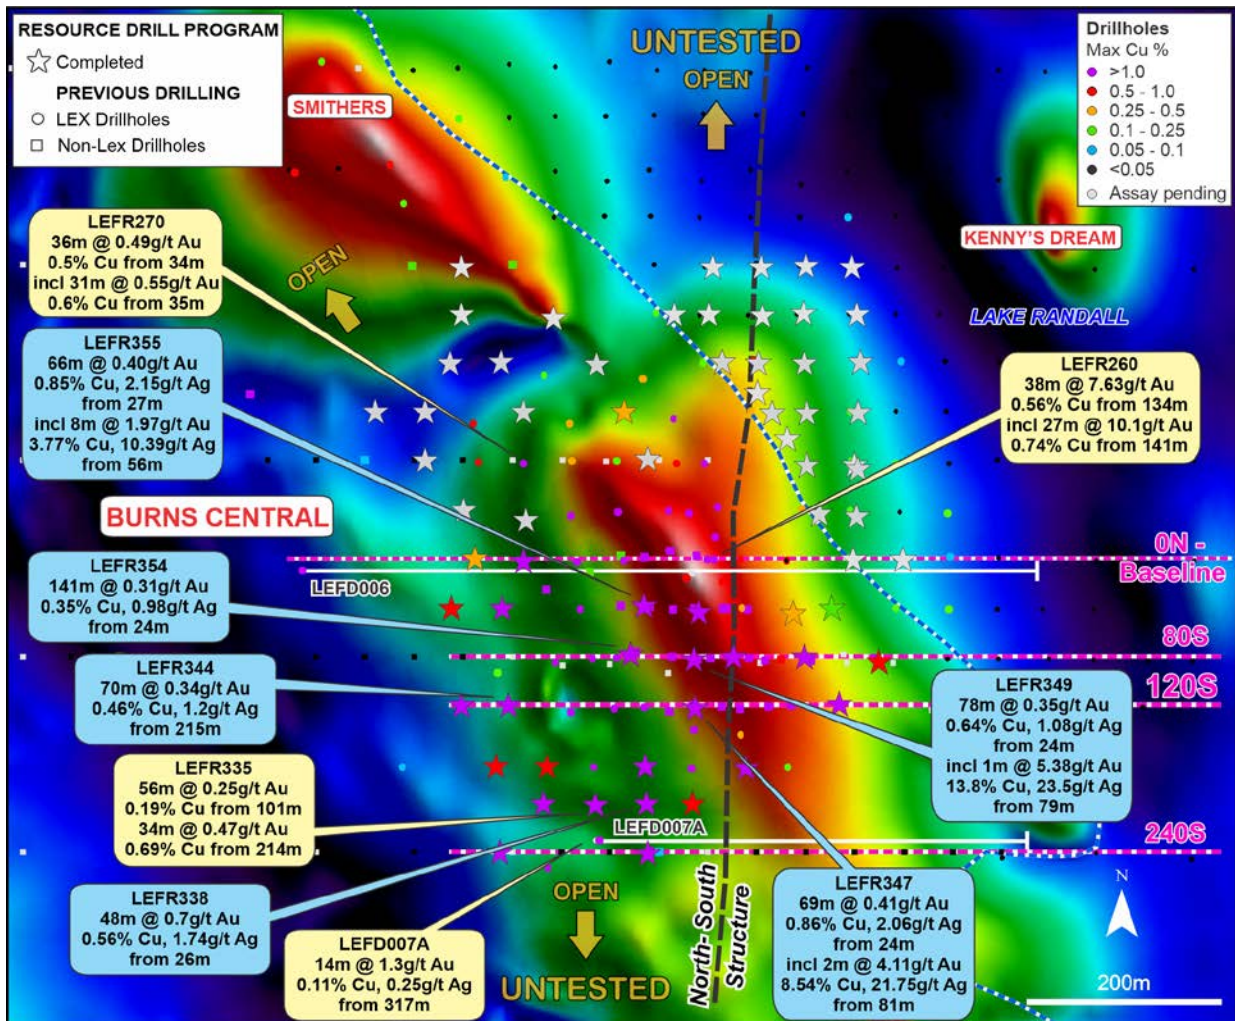 RESOURCE DRILL PROGRAM
Completed
PREVIOUS DRILLING
LEX Drillholes
Non-Lex Drillholes
UNTESTED
OPEN
Drillholes
Max Cu %
>1.0
0.5 - 1.0
0.25 - 0.5
0.1 - 0.25
0.05 - 0.1
<0.05
Assay pending
SMITHERS
KENNY'S DREAM
LAKE RANDALL
OPEN
LEFR270
36m @ 0.49g/t Au
0.5% Cu from 34m
incl 31m @ 0.55g/t Au
0.6% Cu from 35m
LEFR355
66m @ 0.40g/t Au
0.85% Cu, 2.15g/t Ag
from 27m
incl 8m @ 1.97g/t Au
3.77% Cu, 10.39g/t Ag
from 56m
LEFR260
38m @ 7.63g/t Au
0.56% Cu from 134m
incl 27m @ 10.1g/t Au
0.74% Cu from 141m
BURNS CENTRAL
0N -
Baseline
LEFD006
LEFR354
141m @ 0.31g/t Au
0.35% Cu, 0.98g/t Ag
from 24m
80S
120S
LEFR344
70m @ 0.34g/t Au
0.46% Cu, 1.2g/t Ag
from 215m
LEFR349
78m @ 0.35g/t Au
0.64% Cu, 1.08g/t Ag
from 24m
incl 1m @ 5.38g/t Au
13.8% Cu, 23.5g/t Ag
from 79m
LEFR335
56m @ 0.25g/t Au
0.19% Cu from 101m
34m @ 0.47g/t Au
0.69% Cu from 214m
LEFD007A
240S
LEFR338
48m @ 0.7g/t Au
0.56% Cu, 1.74g/t Ag
from 26m
LEFD007A
14m @ 1.3g/t Au
0.11% Cu, 0.25g/t Ag
from 317m
OPEN
UNTESTED
North- South
Structure
LEFR347
69m @ 0.41g/t Au
0.86% Cu, 2.06g/t Ag
from 24m
incl 2m @ 4.11g/t Au
8.54% Cu, 21.75g/t Ag
from 81m
N
200m